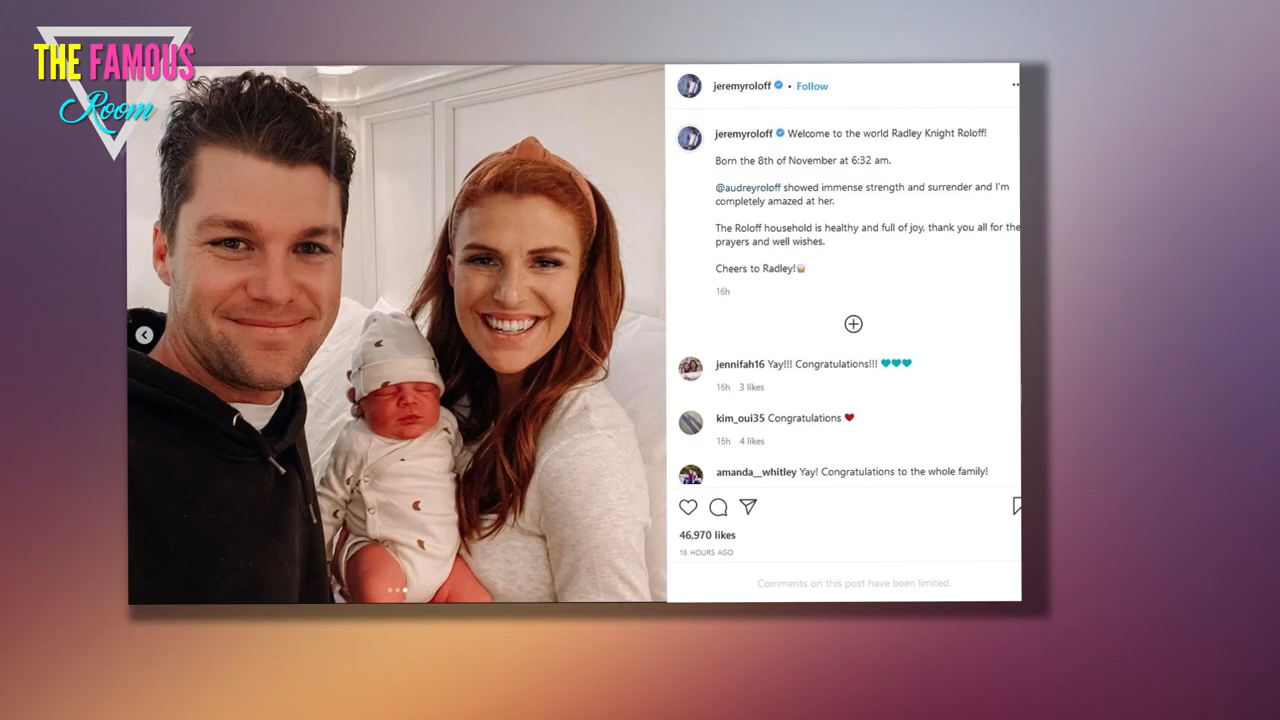 THE FAMOUS
Room
jeremyroloff • Follow
jeremyroloff Welcome to the world Radley Knight Roloff!
Born the 8th of November at 6:32 am.
@audreyroloff showed immense strength and surrender and I'm
completely amazed at her.
The Roloff household is healthy and full of joy, thank you all for the
prayers and well wishes.
Cheers to Radley!🥃
16h
jennifah16 Yay!!! Congratulations!!! 🩵🩵🩵
16h 3 likes
kim_oui35 Congratulations ❤️
16h 4 likes
amanda__whitley Yay! Congratulations to the whole family!
46,970 likes
16 HOURS AGO
Comments on this post have been limited.